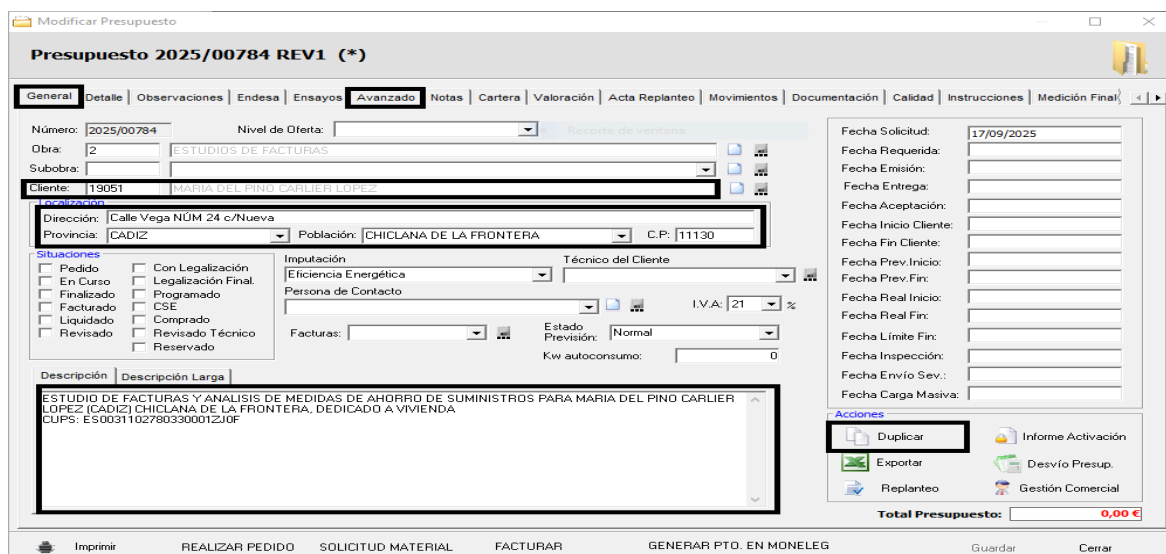 Modificar Presupuesto
Presupuesto 2025/00784 REV1 (*)
General Detalle Observaciones Endesa Ensayos Avanzado Notas Cartera Valoración Acta Replanteo Movimientos Documentación Calidad Instrucciones Medición Final
Número: 2025/00784 Nivel de Oferta: Recorte de ventana
Obra: 2 ESTUDIOS DE FACTURAS
Subobra:
Cliente: 19051 MARIA DEL PINO CARLIER LOPEZ
Localización
Dirección: Calle Vega NÚM 24 c/Nueva
Provincia: CADIZ Población: CHICLANA DE LA FRONTERA C.P: 11130
Situaciones
Pedido Con Legalización
En Curso Legalización Final.
Finalizado Programado
Facturado CSE
Liquidado Comprado
Revisado Revisado Técnico
Reservado
Imputación Técnico del Cliente
Eficiencia Energética
Persona de Contacto
I.V.A: 21 %
Facturas: Estado Previsión: Normal
Kw autoconsumo: 0
Descripción Descripción Larga
ESTUDIO DE FACTURAS Y ANALISIS DE MEDIDAS DE AHORRO DE SUMINISTROS PARA MARIA DEL PINO CARLIER
LOPEZ (CADIZ) CHICLANA DE LA FRONTERA, DEDICADO A VIVIENDA
CUPS: ES0031102780330001ZJ0F
Fecha Solicitud: 17/09/2025
Fecha Requerida:
Fecha Emisión:
Fecha Entrega:
Fecha Aceptación:
Fecha Inicio Cliente:
Fecha Fin Cliente:
Fecha Prev.Inicio:
Fecha Prev.Fin:
Fecha Real Inicio:
Fecha Real Fin:
Fecha Límite Fin:
Fecha Inspección:
Fecha Envío Sev.:
Fecha Carga Masiva:
Acciones
Duplicar Informe Activación
Exportar Desvío Presup.
Replanteo Gestión Comercial
Total Presupuesto: 0,00 €
Imprimir REALIZAR PEDIDO SOLICITUD MATERIAL FACTURAR GENERAR PTO. EN MONELEG Guardar Cerrar